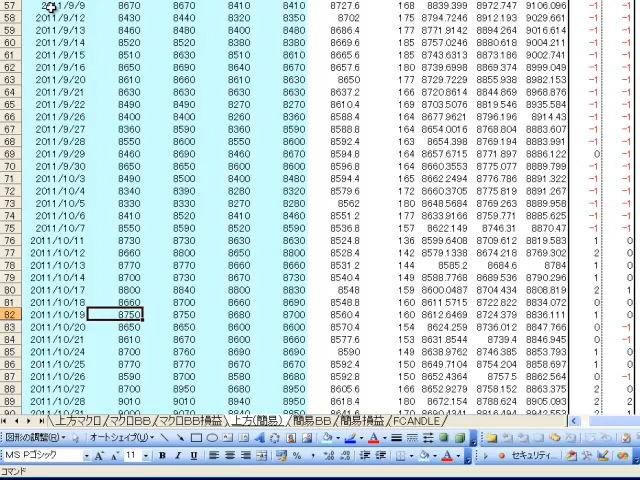 57 2011/9/9 8670 8670 8410 8410 8727.6 168 8839.399 8972.747 9106.096 -1 -1
58 2011/9/12 8390 8440 8320 8350 8702 175 8794.7246 8912.193 9029.661 -1 -1
59 2011/9/13 8460 8490 8400 8480 8686.4 177 8771.9142 8894.264 9016.614 -1 -1
60 2011/9/14 8520 8530 8380 8380 8669.6 185 8757.0246 8880.618 9004.211 -1 -1
61 2011/9/15 8510 8630 8510 8610 8665.6 185 8743.6313 8873.186 9002.741 -1 -1
62 2011/9/16 8690 8690 8640 8670 8657.6 180 8739.6998 8869.374 8999.049 -1 -1
63 2011/9/20 8610 8660 8610 8630 8650 177 8729.7229 8855.938 8982.153 -1 -1
64 2011/9/21 8630 8630 8590 8630 8637.2 166 8720.8614 8844.869 8968.876 -1 -1
65 2011/9/22 8490 8490 8270 8270 8610.4 169 8703.5076 8819.546 8935.584 -1 -1
66 2011/9/26 8400 8400 8260 8360 8588.4 164 8677.9621 8796.196 8914.43 -1 -1
67 2011/9/27 8360 8590 8360 8590 8588.8 164 8654.0016 8768.804 8883.607 -1 -1
68 2011/9/28 8550 8600 8550 8600 8592.4 163 8654.398 8769.194 8883.991 -1 -1
69 2011/9/29 8460 8690 8460 8670 8594.8 164 8657.6715 8771.897 8886.122 0 -1
70 2011/9/30 8650 8650 8600 8650 8596.8 164 8660.3553 8775.077 8889.799 -1 -1
71 2011/10/3 8490 8500 8400 8480 8594.4 165 8662.2494 8776.786 8891.322 -1 -1
72 2011/10/4 8340 8390 8280 8320 8579.6 172 8660.3705 8775.819 8891.267 -1 -1
73 2011/10/5 8330 8330 8230 8320 8562 180 8648.5684 8769.263 8889.958 -1 -1
74 2011/10/6 8410 8520 8410 8460 8551.2 177 8633.9166 8759.771 8885.625 -1 -1
75 2011/10/7 8550 8590 8520 8590 8536.8 157 8622.149 8746.31 8870.47 -1 -1
76 2011/10/11 8730 8730 8630 8630 8524.8 136 8599.6408 8709.612 8819.583 1 0
77 2011/10/12 8660 8800 8650 8800 8528.4 142 8579.1338 8674.218 8769.302 2 0
78 2011/10/13 8770 8770 8660 8770 8531.2 144 8585.2 8684.6 8784 1 0
79 2011/10/14 8700 8730 8670 8730 8540.4 149 8588.7768 8689.536 8790.296 1 0
80 2011/10/17 8800 8840 8800 8830 8548 159 8600.0487 8704.434 8808.819 2 1
81 2011/10/18 8660 8700 8660 8690 8548.8 160 8611.5715 8722.822 8834.072 0 0
82 2011/10/19 8750 8750 8680 8700 8560.4 160 8612.6469 8724.379 8836.111 0 0
83 2011/10/20 8650 8650 8600 8600 8570.4 154 8624.259 8736.012 8847.766 0 -1
84 2011/10/21 8610 8670 8600 8660 8577.6 153 8631.8544 8739.4 8846.945 0 0
85 2011/10/24 8700 8760 8700 8760 8590 149 8638.9762 8746.385 8853.793 1 0
86 2011/10/25 8760 8750 8670 8670 8592.4 150 8649.7104 8754.204 8858.697 0 0
87 2011/10/26 8590 8700 8580 8680 8592.8 150 8652.4364 8757.5 8862.564 0 -1
88 2011/10/27 8700 8950 8680 8950 8605.6 166 8652.9279 8758.152 8863.375 2 2
89 2011/10/28 9010 9010 8940 8950 8618.4 180 8672.154 8788.624 8905.093 2 1
上方マクロ/マクロBB/マクロBB損益/上方(簡易)/簡易BB/簡易損益/FCANDLE/
図形の調整(R) オートシェイプ(U)
MS Pゴシック 11 B I U セキュリティ...
コマンド